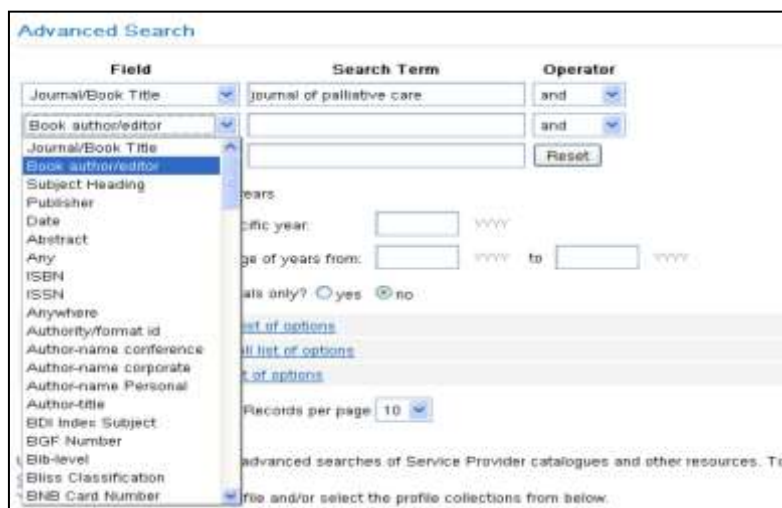 Advanced Search
Field Search Term Operator
Journal/Book Title journal of palliative care and
Book author/editor and
Journal/Book Title
Book author/editor Reset
Subject Heading
Publisher ears
Date cific year: YYYY
Abstract
Any ge of years from: YYYY to YYYY
ISBN
ISSN als only? yes no
Anywhere
Authority/format id st of options
Author-name conference ll list of options
Author-name corporate t of options
Author-name Personal
Author-title Records per page 10
BDI Index Subject
BGF Number
Bib-level advanced searches of Service Provider catalogues and other resources. T
Bliss Classification
BNB Card Number file and/or select the profile collections from below.